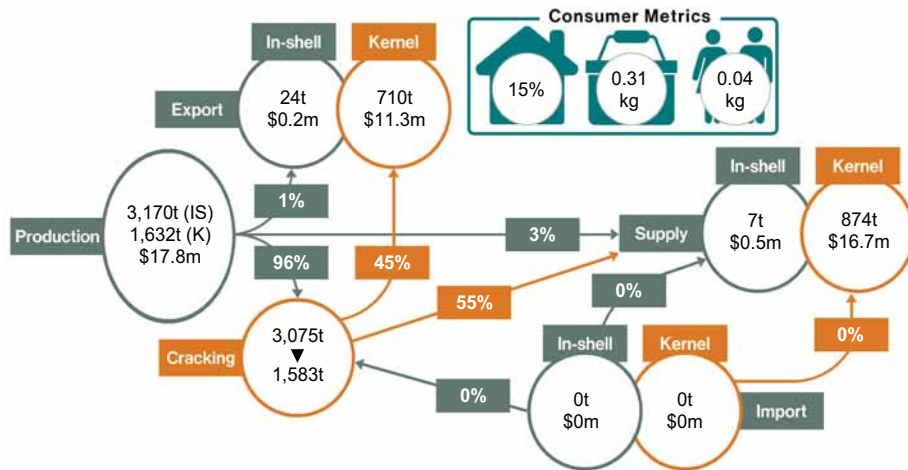 Consumer Metrics
15%
0.31
kg
0.04
kg
In-shell
Kernel
Export
24t
$0.2m
710t
$11.3m
1%
45%
Production
3,170t (IS)
1,632t (K)
$17.8m
96%
3%
55%
Cracking
3,075t
▼
1,583t
In-shell
Kernel
Supply
7t
$0.5m
874t
$16.7m
0%
0%
0%
In-shell
Kernel
0t
$0m
0t
$0m
Import